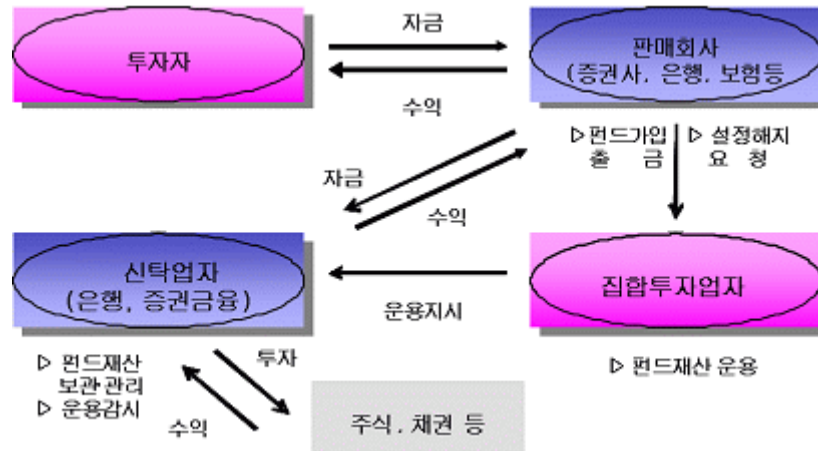 자금
투자자
판매회사
(증권사, 은행, 보험등
수익
▷펀드가입
출 금
▷ 설정해지
요 청
자금
수익
신탁업자
(은행, 증권금융)
집합투자업자
운용지시
▷ 펀드재산
보관·관리
▷ 운용감시
투자
▷ 펀드재산 운용
수익
주식, 채권 등